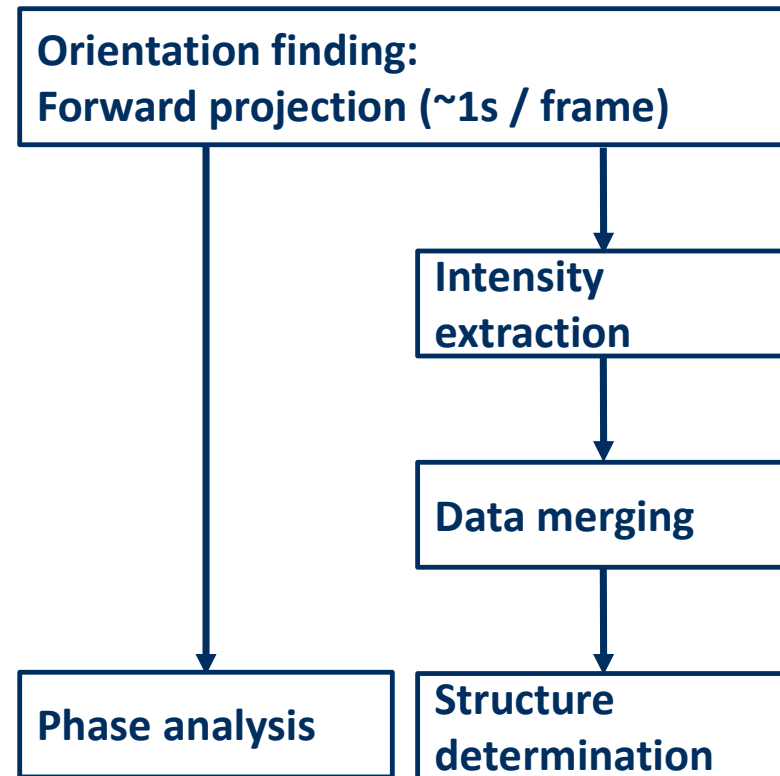 Orientation finding:
Forward projection (~1s / frame)
Intensity
extraction
Data merging
Phase analysis
Structure
determination